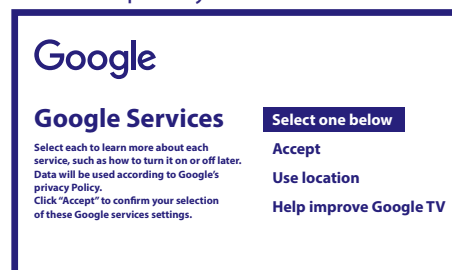 Google
Google Services
Select each to learn more about each
service, such as how to turn it on or off later.
Data will be used according to Google's
privacy Policy.
Click “Accept” to confirm your selection
of these Google services settings.
Select one below
Accept
Use location
Help improve Google TV